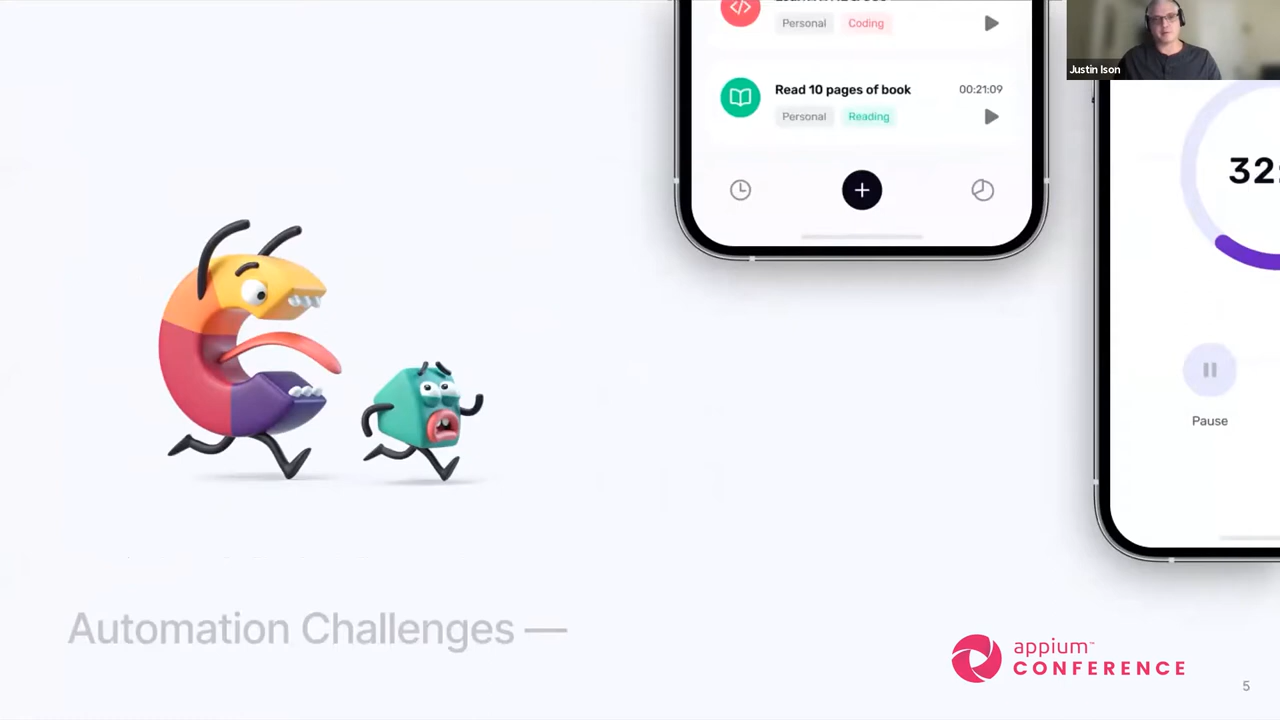 Personal Coding
Justin Ison
Read 10 pages of book 00:21:09
Personal Reading
32:
Pause
Automation Challenges —
appium™
CONFERENCE
5